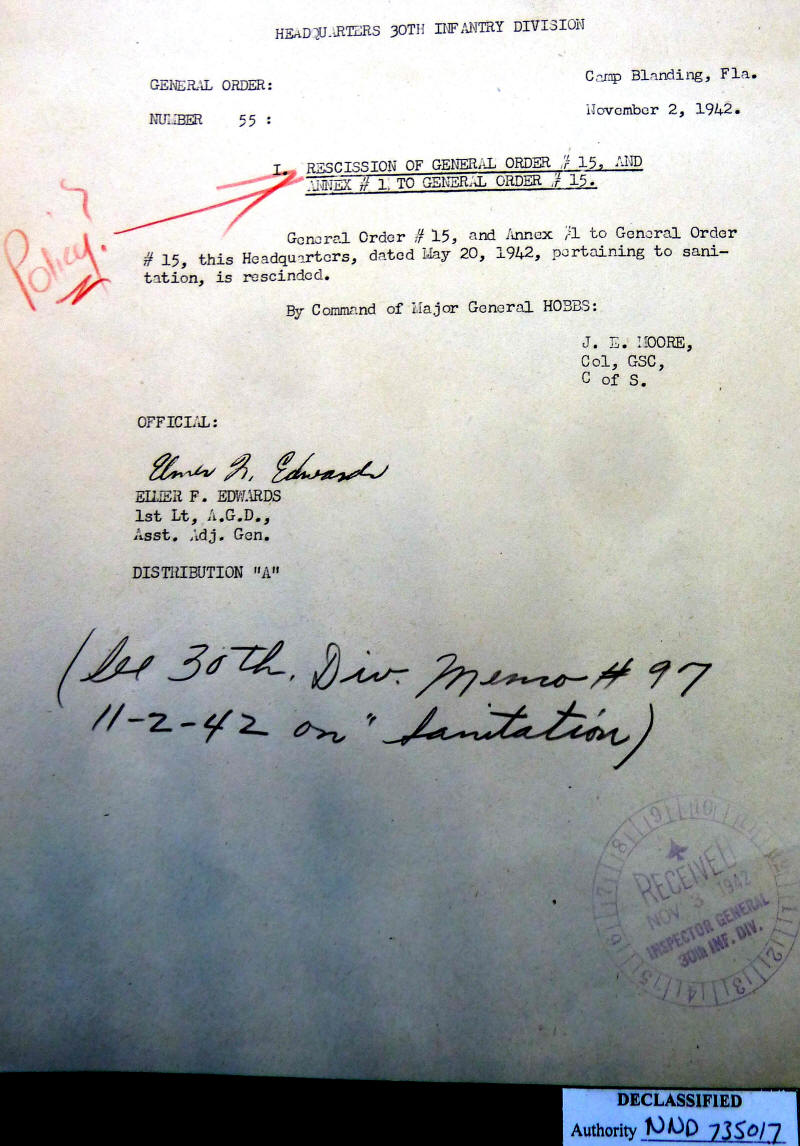 HEADQUARTERS 30TH INFANTRY DIVISION
GENERAL ORDER:
NUMBER 55 :
Camp Blanding, Fla.
November 2, 1942.
I. RESCISSION OF GENERAL ORDER # 15, AND
ANNEX # 1 TO GENERAL ORDER # 15.
Policy?
General Order # 15, and Annex #1 to General Order
# 15, this Headquarters, dated May 20, 1942, pertaining to sani-
tation, is rescinded.
By Command of Major General HOBBS:
J. E. MOORE,
Col, GSC,
C of S.
OFFICIAL:
Elmer F. Edwards
ELMER F. EDWARDS
1st Lt, A.G.D.,
Asst. Adj. Gen.
DISTRIBUTION "A"
(See 30th. Div. Memo # 97
11-2-42 on "Sanitation)
RECEIVED
NOV 3 1942
INSPECTOR GENERAL
30th INF. DIV.
DECLASSIFIED
Authority NND 735017